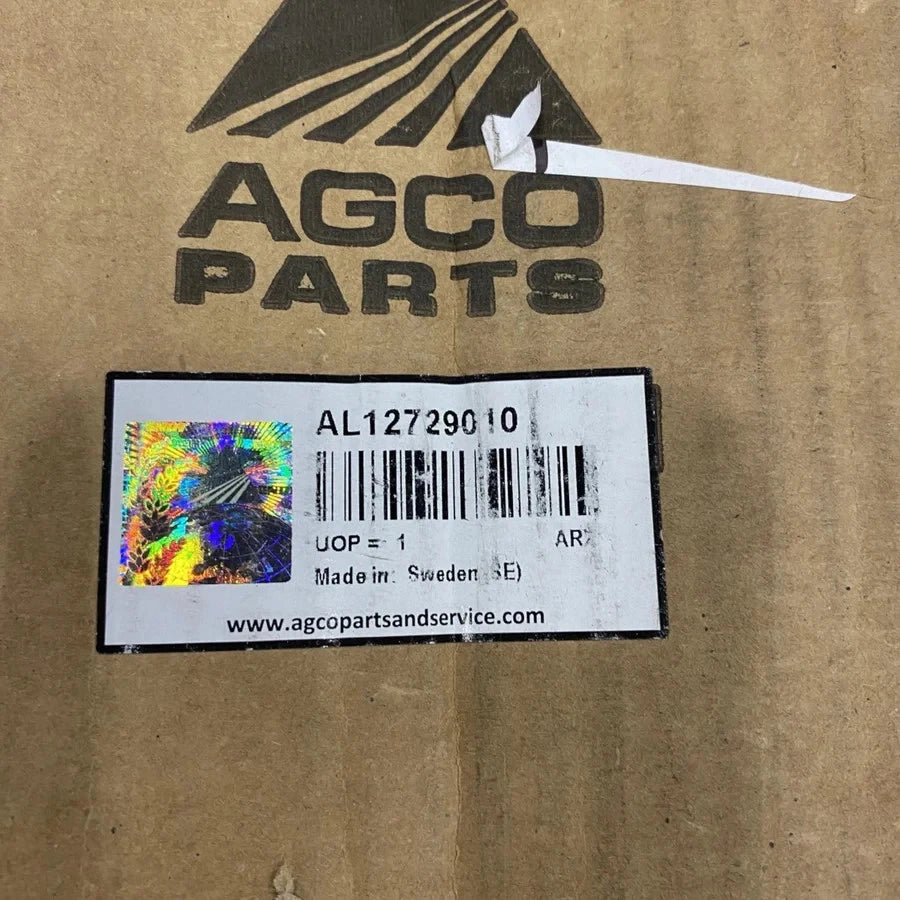 AGCO
PARTS
AL12729010
UOP = 1
Made in: Sweden (SE)
www.agcopartsandservice.com